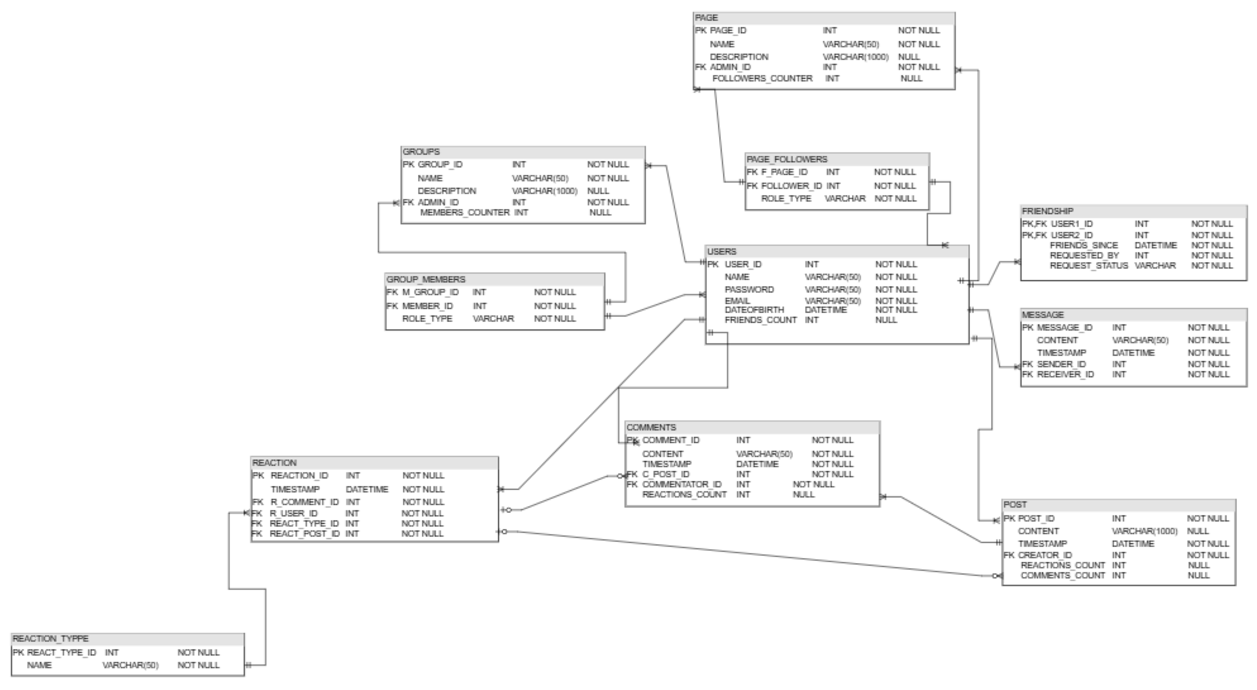 PAGE
PK PAGE_ID INT NOT NULL
NAME VARCHAR(50) NOT NULL
DESCRIPTION VARCHAR(1000) NULL
FK ADMIN_ID INT NOT NULL
FOLLOWERS_COUNTER INT NULL
GROUPS
PK GROUP_ID INT NOT NULL
NAME VARCHAR(50) NOT NULL
DESCRIPTION VARCHAR(1000) NULL
FK ADMIN_ID INT NOT NULL
MEMBERS_COUNTER INT NULL
PAGE_FOLLOWERS
FK F_PAGE_ID INT NOT NULL
FK FOLLOWER_ID INT NOT NULL
ROLE_TYPE VARCHAR NOT NULL
FRIENDSHIP
PK,FK USER1_ID INT NOT NULL
PK,FK USER2_ID INT NOT NULL
FRIENDS_SINCE DATETIME NOT NULL
REQUESTED_BY INT NOT NULL
REQUEST_STATUS VARCHAR NOT NULL
USERS
PK USER_ID INT NOT NULL
NAME VARCHAR(50) NOT NULL
PASSWORD VARCHAR(50) NOT NULL
EMAIL VARCHAR(50) NOT NULL
DATEOFBIRTH DATETIME NOT NULL
FRIENDS_COUNT INT NULL
GROUP_MEMBERS
FK M_GROUP_ID INT NOT NULL
FK MEMBER_ID INT NOT NULL
ROLE_TYPE VARCHAR NOT NULL
MESSAGE
PK MESSAGE_ID INT NOT NULL
CONTENT VARCHAR(50) NOT NULL
TIMESTAMP DATETIME NOT NULL
FK SENDER_ID INT NOT NULL
FK RECEIVER_ID INT NOT NULL
COMMENTS
PK COMMENT_ID INT NOT NULL
CONTENT VARCHAR(50) NOT NULL
TIMESTAMP DATETIME NOT NULL
FK C_POST_ID INT NOT NULL
FK COMMENTATOR_ID INT NOT NULL
REACTIONS_COUNT INT NULL
REACTION
PK REACTION_ID INT NOT NULL
TIMESTAMP DATETIME NOT NULL
FK R_COMMENT_ID INT NOT NULL
FK R_USER_ID INT NOT NULL
FK REACT_TYPE_ID INT NOT NULL
FK REACT_POST_ID INT NOT NULL
POST
PK POST_ID INT NOT NULL
CONTENT VARCHAR(1000) NULL
TIMESTAMP DATETIME NOT NULL
FK CREATOR_ID INT NOT NULL
REACTIONS_COUNT INT NULL
COMMENTS_COUNT INT NULL
REACTION_TYPPE
PK REACT_TYPE_ID INT NOT NULL
NAME VARCHAR(50) NOT NULL